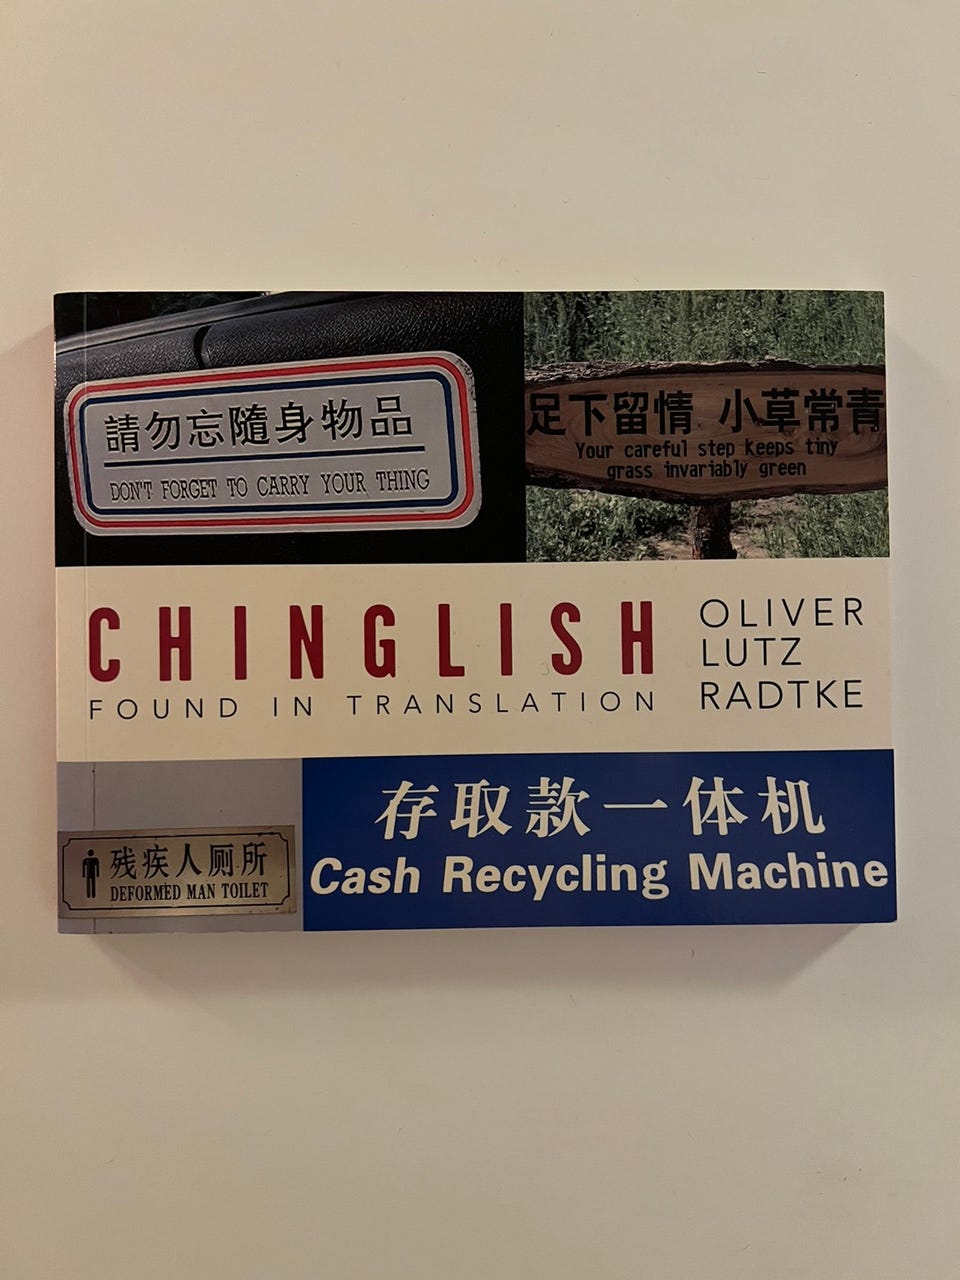 請勿忘隨身物品
DON'T FORGET TO CARRY YOUR THING
足下留情 小草常青
Your careful step keeps tiny
grass invariably green
CHINGLISH
FOUND IN TRANSLATION
OLIVER
LUTZ
RADTKE
残疾人厕所
DEFORMED MAN TOILET
存取款一体机
Cash Recycling Machine